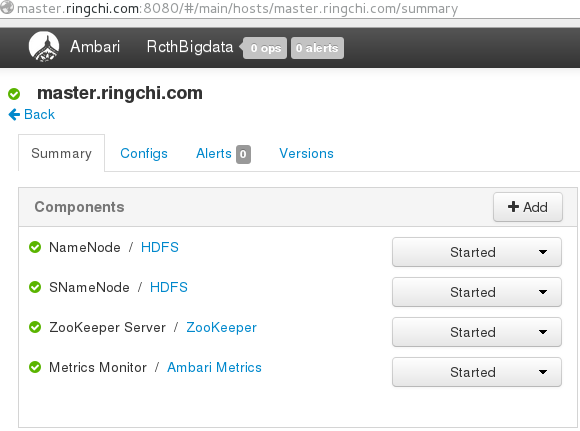 master.ringchi.com:8080/#/main/hosts/master.ringchi.com/summary
Ambari RcthBigdata 0 ops 0 alerts
master.ringchi.com
Back
Summary Configs Alerts 0 Versions
Components + Add
NameNode / HDFS Started
SNameNode / HDFS Started
ZooKeeper Server / ZooKeeper Started
Metrics Monitor / Ambari Metrics Started